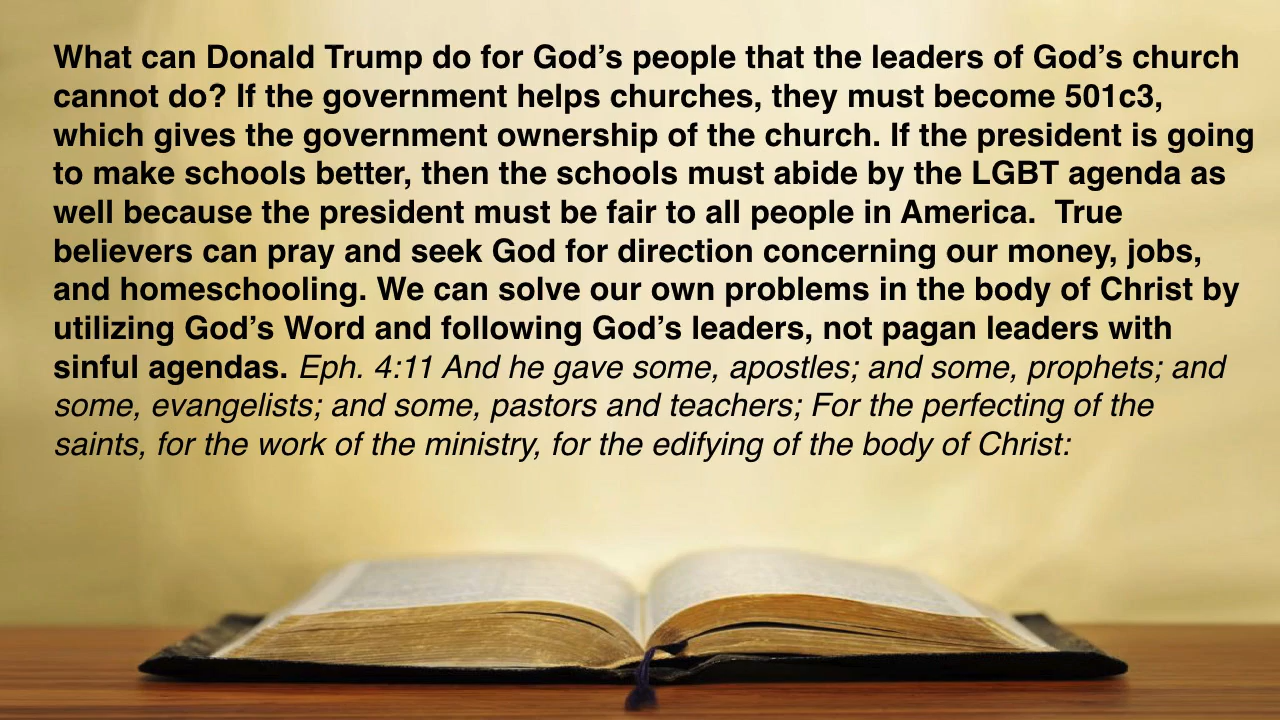 What can Donald Trump do for God’s people that the leaders of God’s church
cannot do? If the government helps churches, they must become 501c3,
which gives the government ownership of the church. If the president is going
to make schools better, then the schools must abide by the LGBT agenda as
well because the president must be fair to all people in America.  True
believers can pray and seek God for direction concerning our money, jobs,
and homeschooling. We can solve our own problems in the body of Christ by
utilizing God’s Word and following God’s leaders, not pagan leaders with
sinful agendas. Eph. 4:11 And he gave some, apostles; and some, prophets; and
some, evangelists; and some, pastors and teachers; For the perfecting of the
saints, for the work of the ministry, for the edifying of the body of Christ: